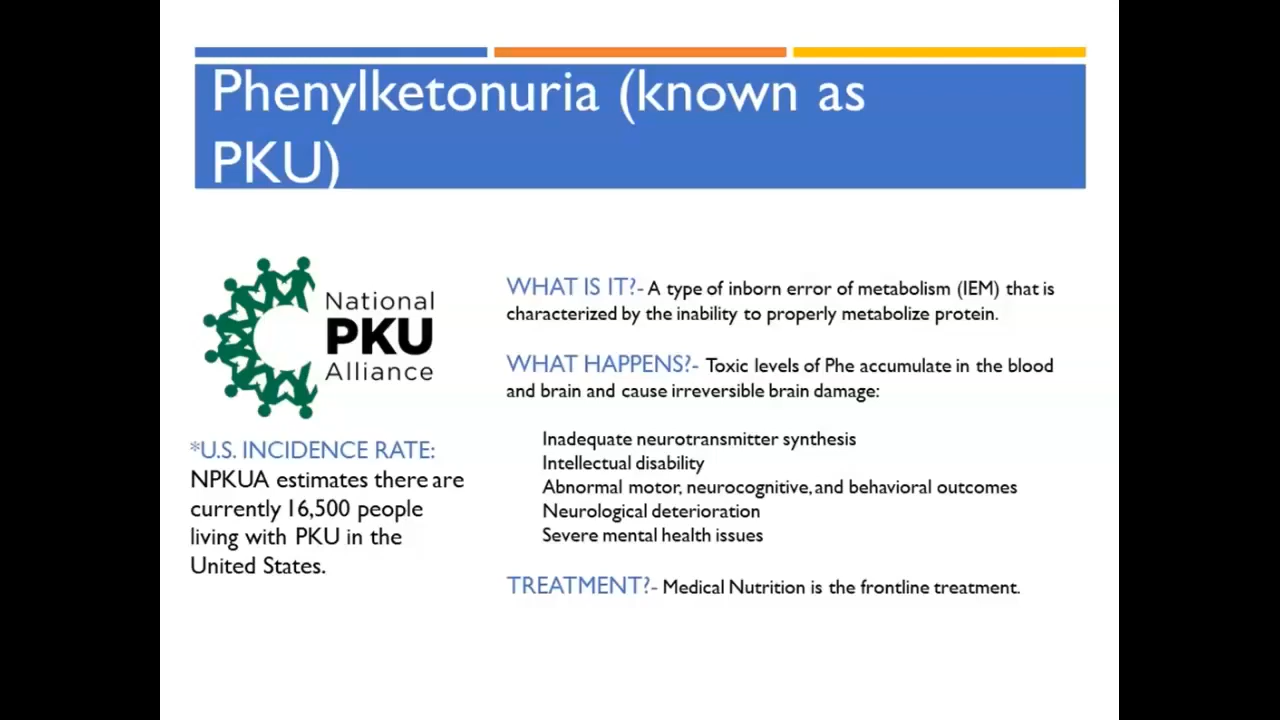 Phenylketonuria (known as
PKU)
National
PKU
Alliance
*U.S. INCIDENCE RATE:
NPKUA estimates there are
currently 16,500 people
living with PKU in the
United States.
WHAT IS IT?- A type of inborn error of metabolism (IEM) that is
characterized by the inability to properly metabolize protein.
WHAT HAPPENS?- Toxic levels of Phe accumulate in the blood
and brain and cause irreversible brain damage:
Inadequate neurotransmitter synthesis
Intellectual disability
Abnormal motor, neurocognitive, and behavioral outcomes
Neurological deterioration
Severe mental health issues
TREATMENT?- Medical Nutrition is the frontline treatment.